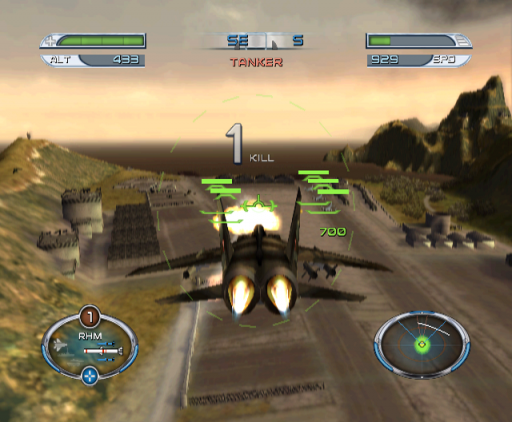 SE S
ALT 433
929 SPD
TANKER
1 KILL
700
1
RHM